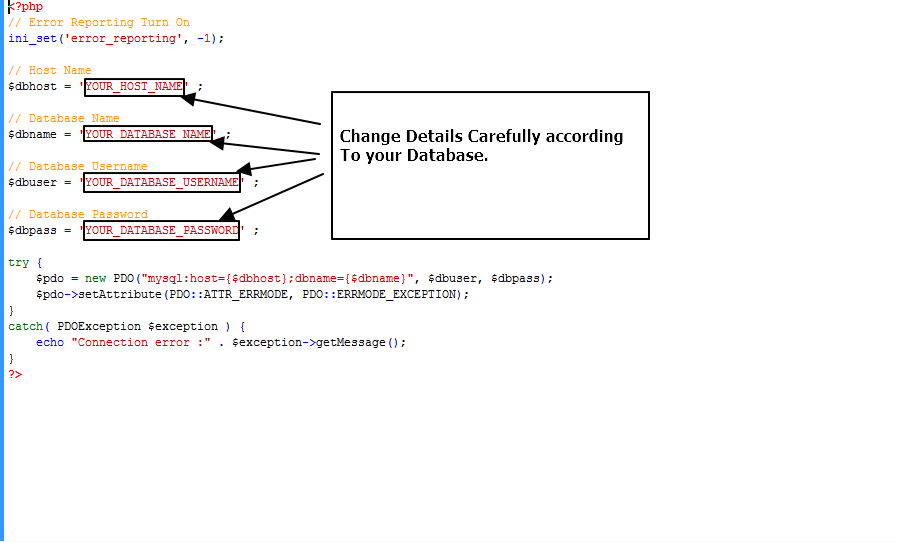 <?php
// Error Reporting Turn On
ini_set('error_reporting', -1);
// Host Name
$dbhost = 'YOUR_HOST_NAME' ;
// Database Name
$dbname = 'YOUR_DATABASE_NAME' ;
// Database Username
$dbuser = 'YOUR_DATABASE_USERNAME' ;
// Database Password
$dbpass = 'YOUR_DATABASE_PASSWORD' ;
Change Details Carefully according
To your Database.
try {
$pdo = new PDO("mysql:host={$dbhost};dbname={$dbname}", $dbuser, $dbpass);
$pdo->setAttribute(PDO::ATTR_ERRMODE, PDO::ERRMODE_EXCEPTION);
}
catch( PDOException $exception ) {
echo "Connection error :" . $exception->getMessage();
}
?>